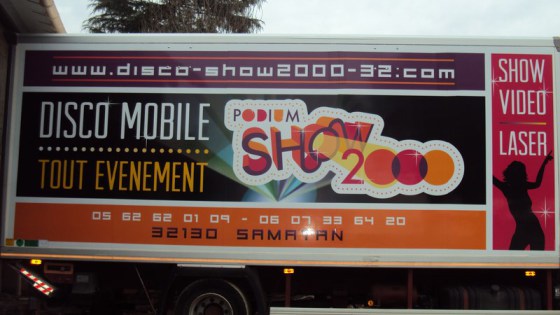 www.disco-show2000-32.com
DISCO MOBILE
TOUT EVENEMENT
PODIUM
SHOW
2000
05 62 62 01 09 - 06 07 33 64 20
32130 SAMATAN
SHOW
VIDEO
LASER